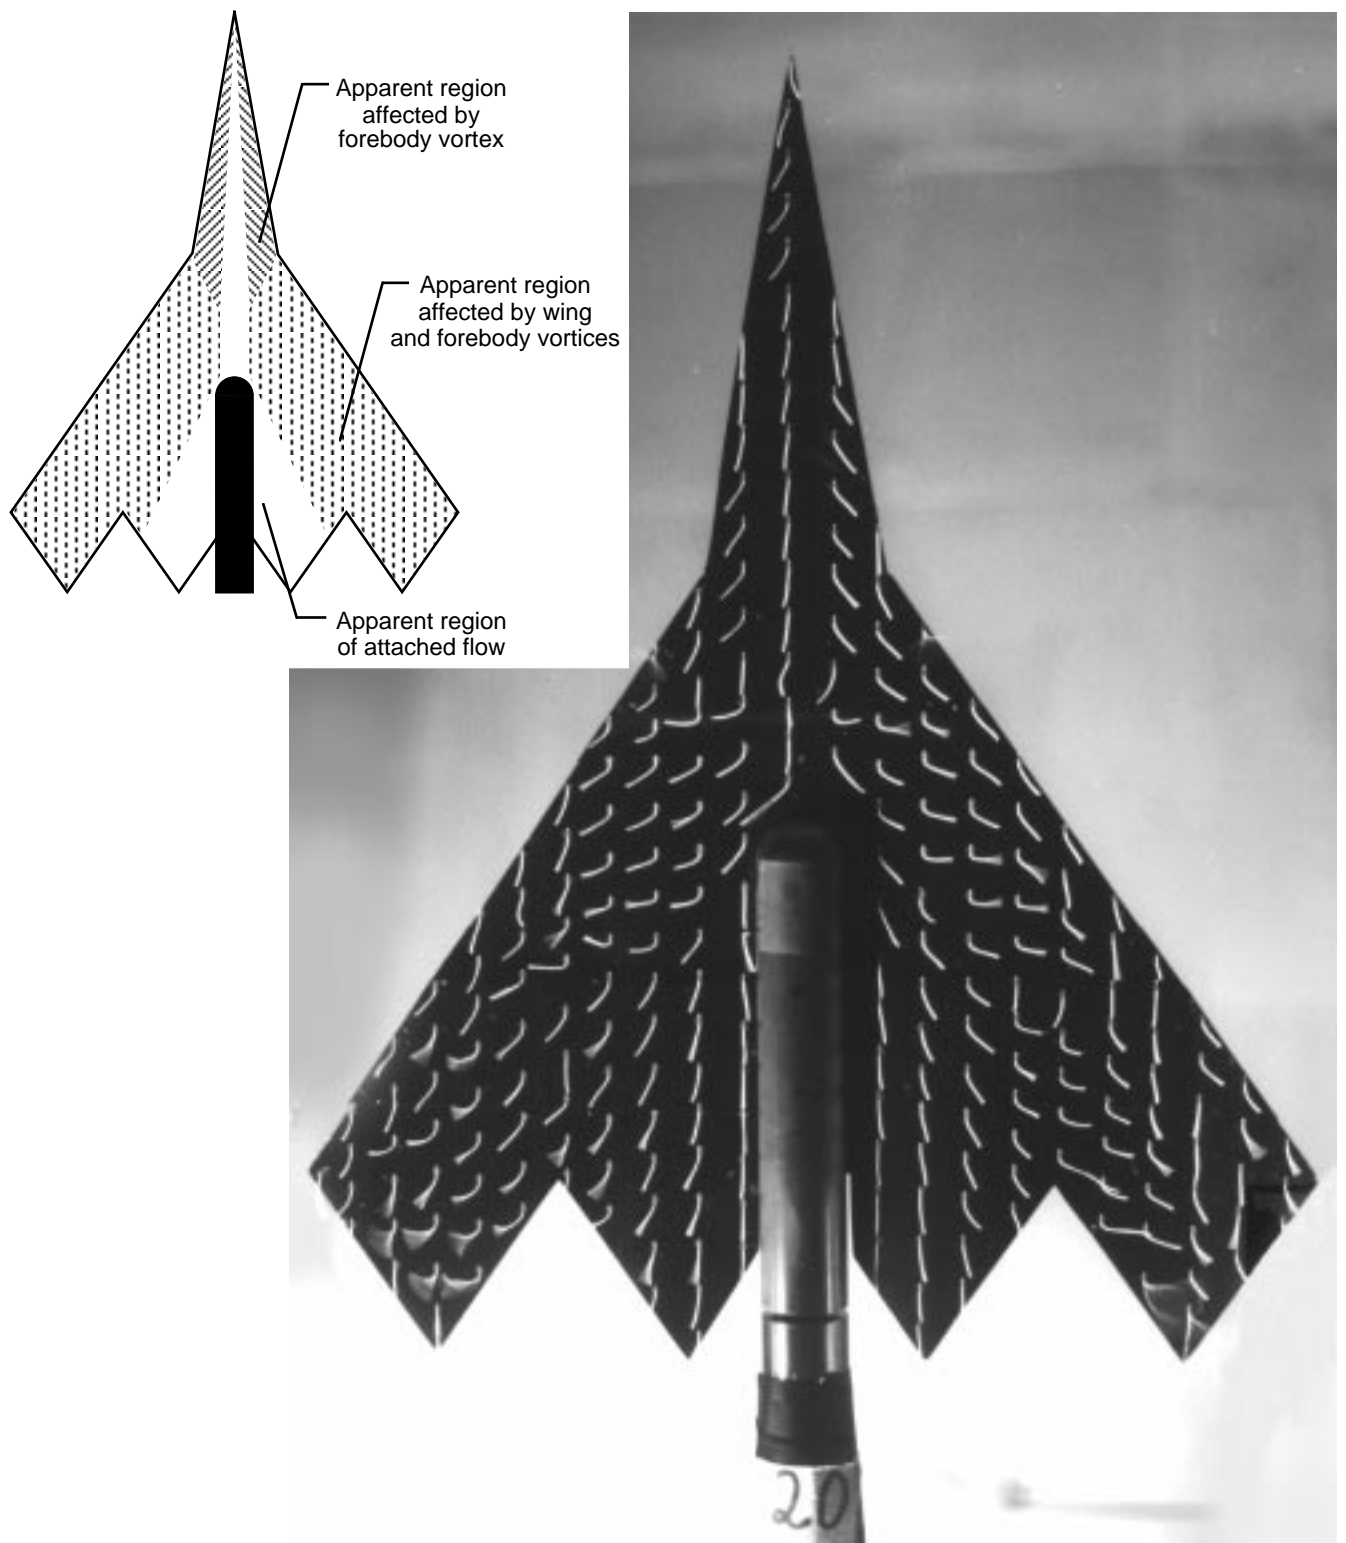 Apparent region
affected by
forebody vortex
Apparent region
affected by wing
and forebody vortices
Apparent region
of attached flow
20